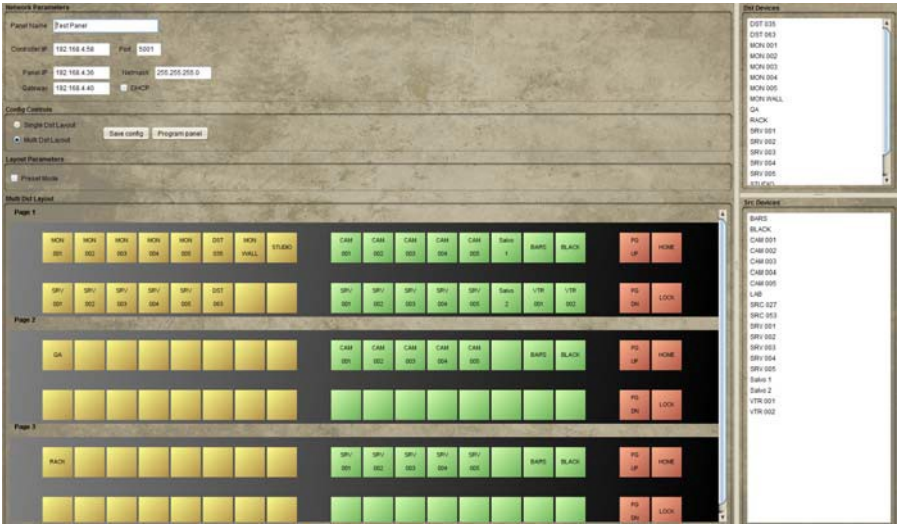 Network Parameters
Panel Name Test Panel
Controller IP 192.168.4.58 Port 5001
Panel IP 192.168.4.36 Netmask 255.255.255.0
Gateway 192.168.4.40 DHCP
Config Controls
Single Dst Layout
Multi Dst Layout
Save config Program panel
Layout Parameters
Preset Mode
Multi Dst Layout
Page 1
MON 001 MON 002 MON 003 MON 004 MON 005 DST 035 MON WALL STUDIO CAM 001 CAM 002 CAM 003 CAM 004 CAM 005 Salvo 1 BARS BLACK PG UP HOME
SRV 001 SRV 002 SRV 003 SRV 004 SRV 005 DST 063 SRV 001 SRV 002 SRV 003 SRV 004 SRV 005 Salvo 2 VTR 001 VTR 002 PG DN LOCK
Page 2
QA CAM 001 CAM 002 CAM 003 CAM 004 CAM 005 BARS BLACK PG UP HOME
PG DN LOCK
Page 3
RACK SRV 001 SRV 002 SRV 003 SRV 004 SRV 005 BARS BLACK PG UP HOME
PG DN LOCK
Dst Devices
DST 035
DST 063
MON 001
MON 002
MON 003
MON 004
MON 005
MON WALL
QA
RACK
SRV 001
SRV 002
SRV 003
SRV 004
SRV 005
STUDIO
Src Devices
BARS
BLACK
CAM 001
CAM 002
CAM 003
CAM 004
CAM 005
LAB
SRC 027
SRC 053
SRV 001
SRV 002
SRV 003
SRV 004
SRV 005
Salvo 1
Salvo 2
VTR 001
VTR 002